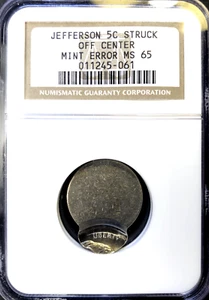 JEFFERSON 5C STRUCK
OFF CENTER
MINT ERROR MS 65
011245-061
NUMISMATIC GUARANTY CORPORATION
LIBERTY